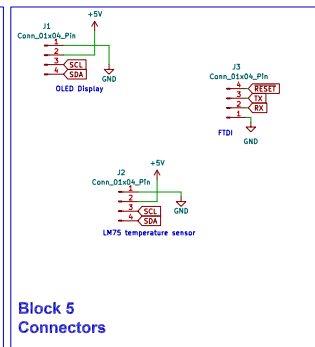 +5V
J1
Conn_01x04_Pin
1
2
3 SCL
4 SDA
GND
OLED Display
J3
Conn_01x04_Pin
4 RESET
3 TX
2 RX
1
GND
FTDI
+5V
J2
Conn_01x04_Pin
1
2
3 SCL
4 SDA
GND
LM75 temperature sensor
Block 5
Connectors